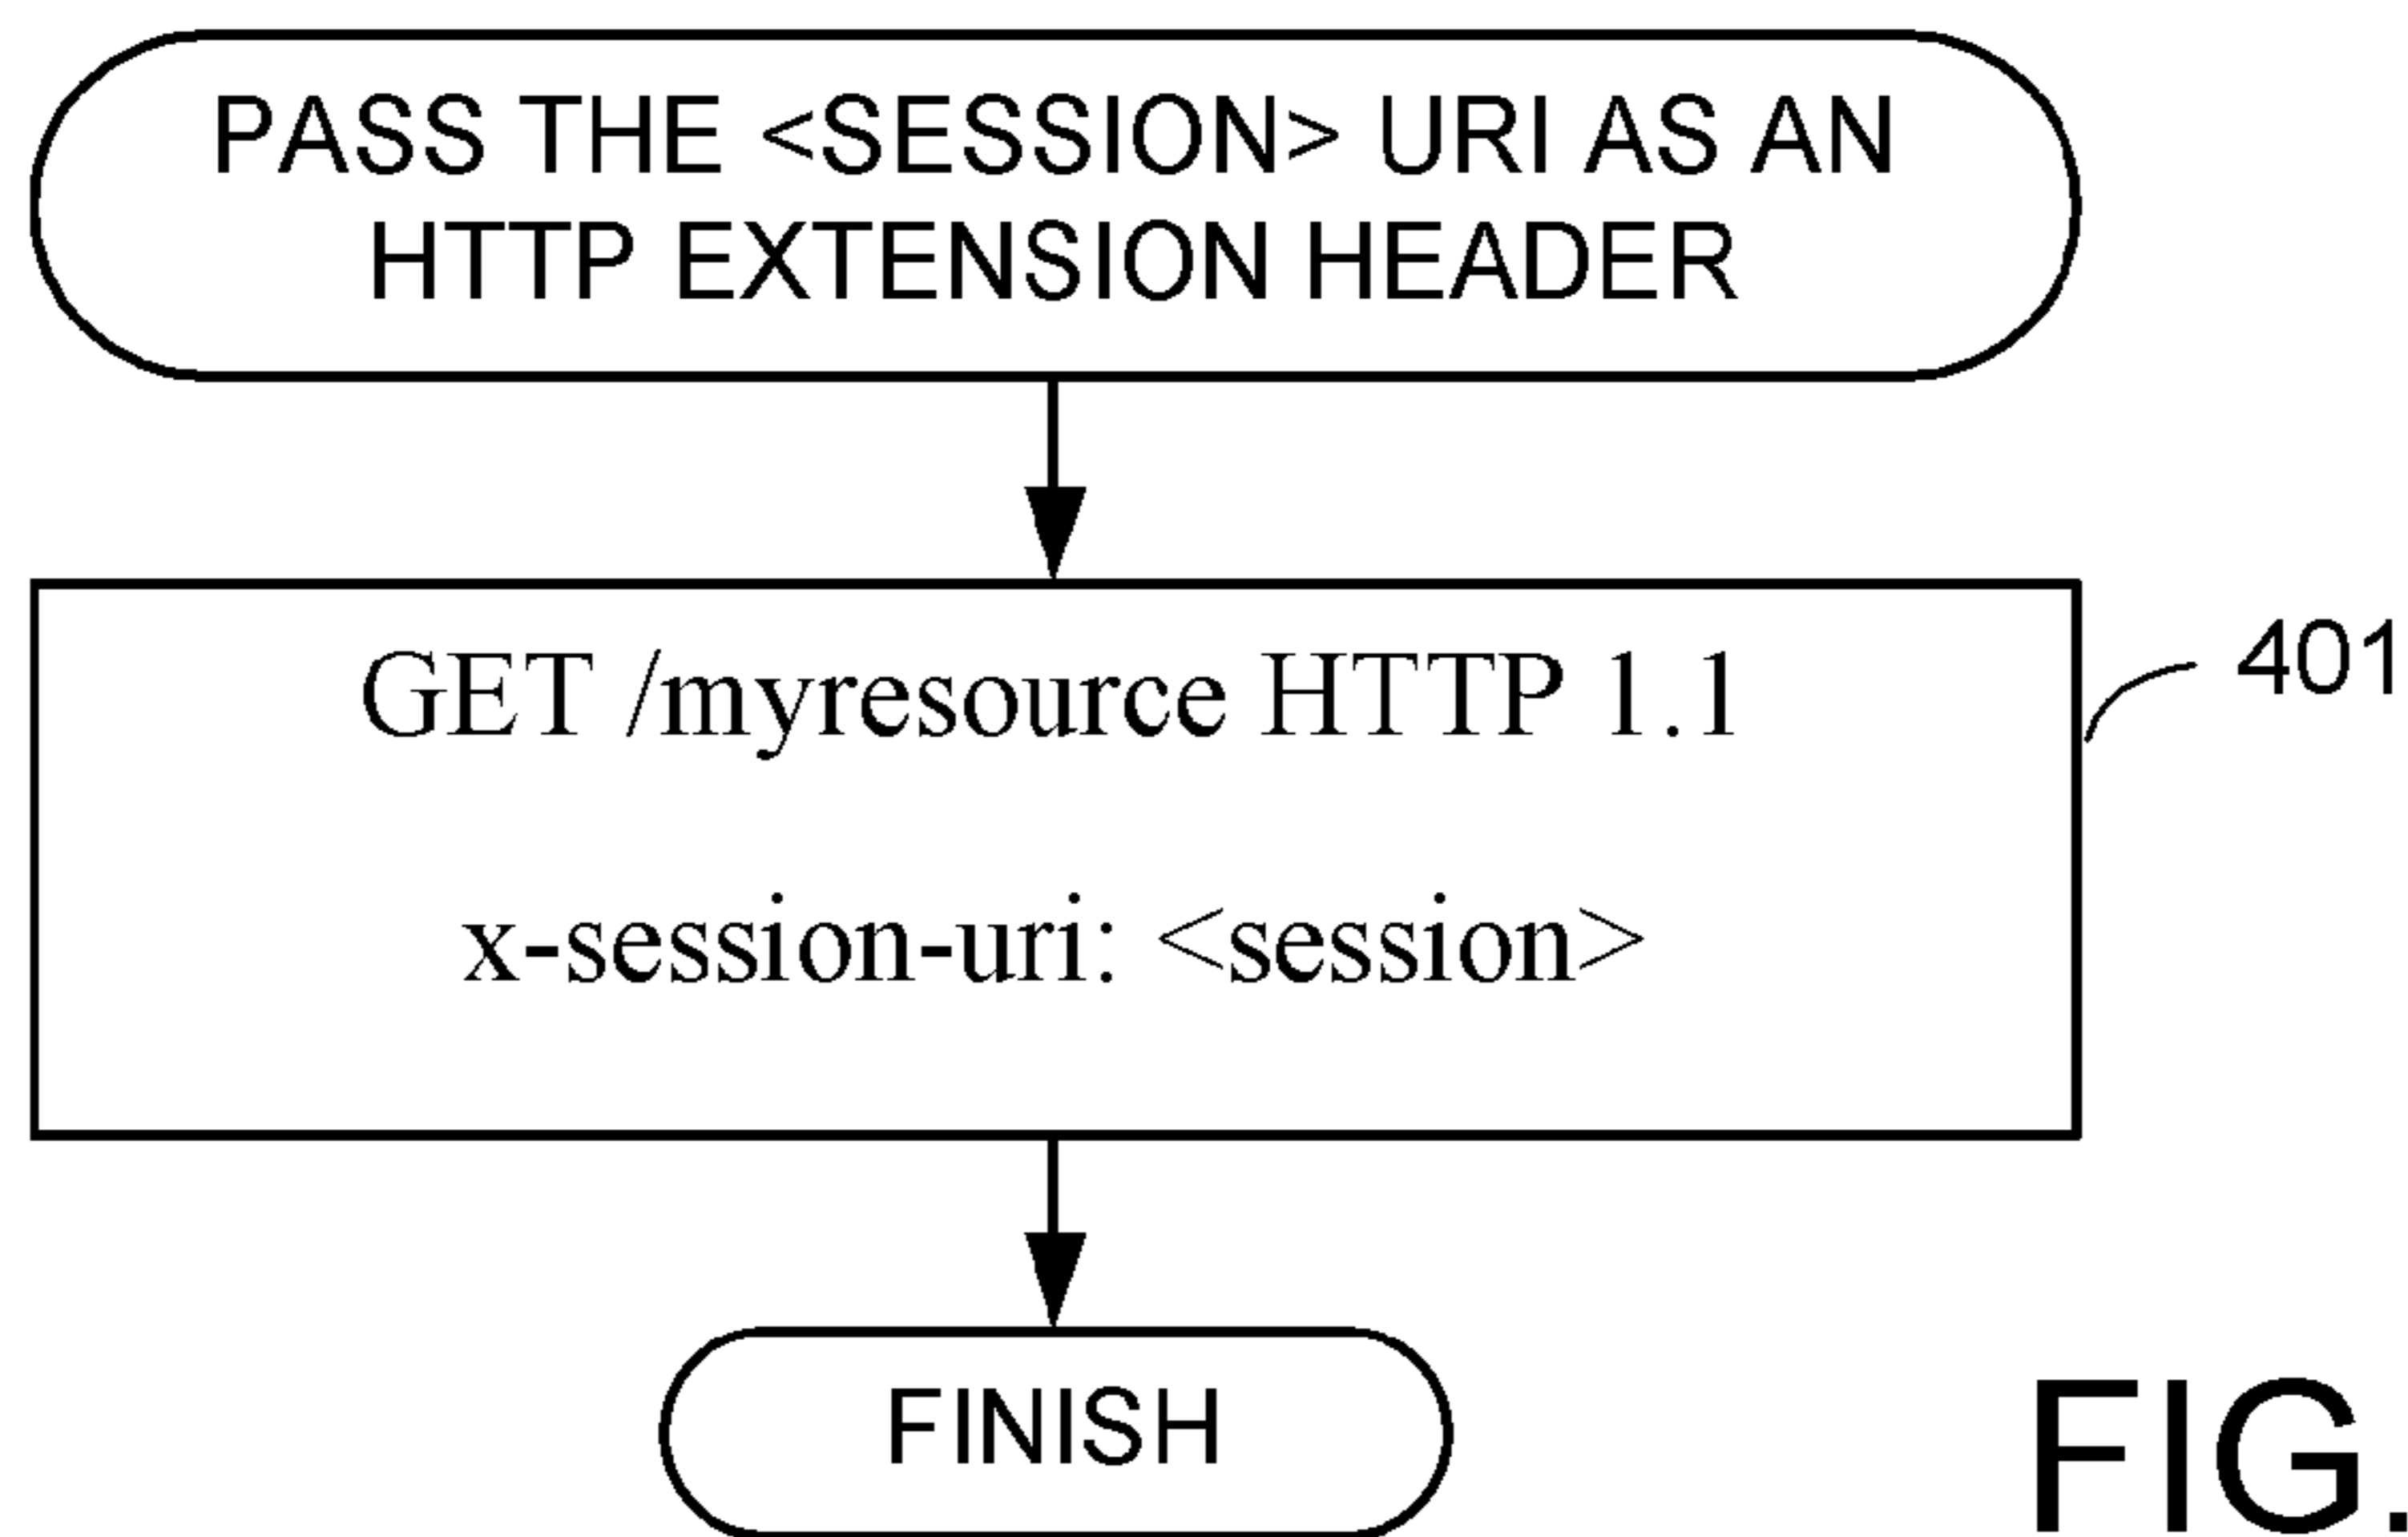 PASS THE <SESSION> URI AS AN
HTTP EXTENSION HEADER
GET /myresource HTTP 1.1
401
x-session-uri: <session>
FINISH
FIG.